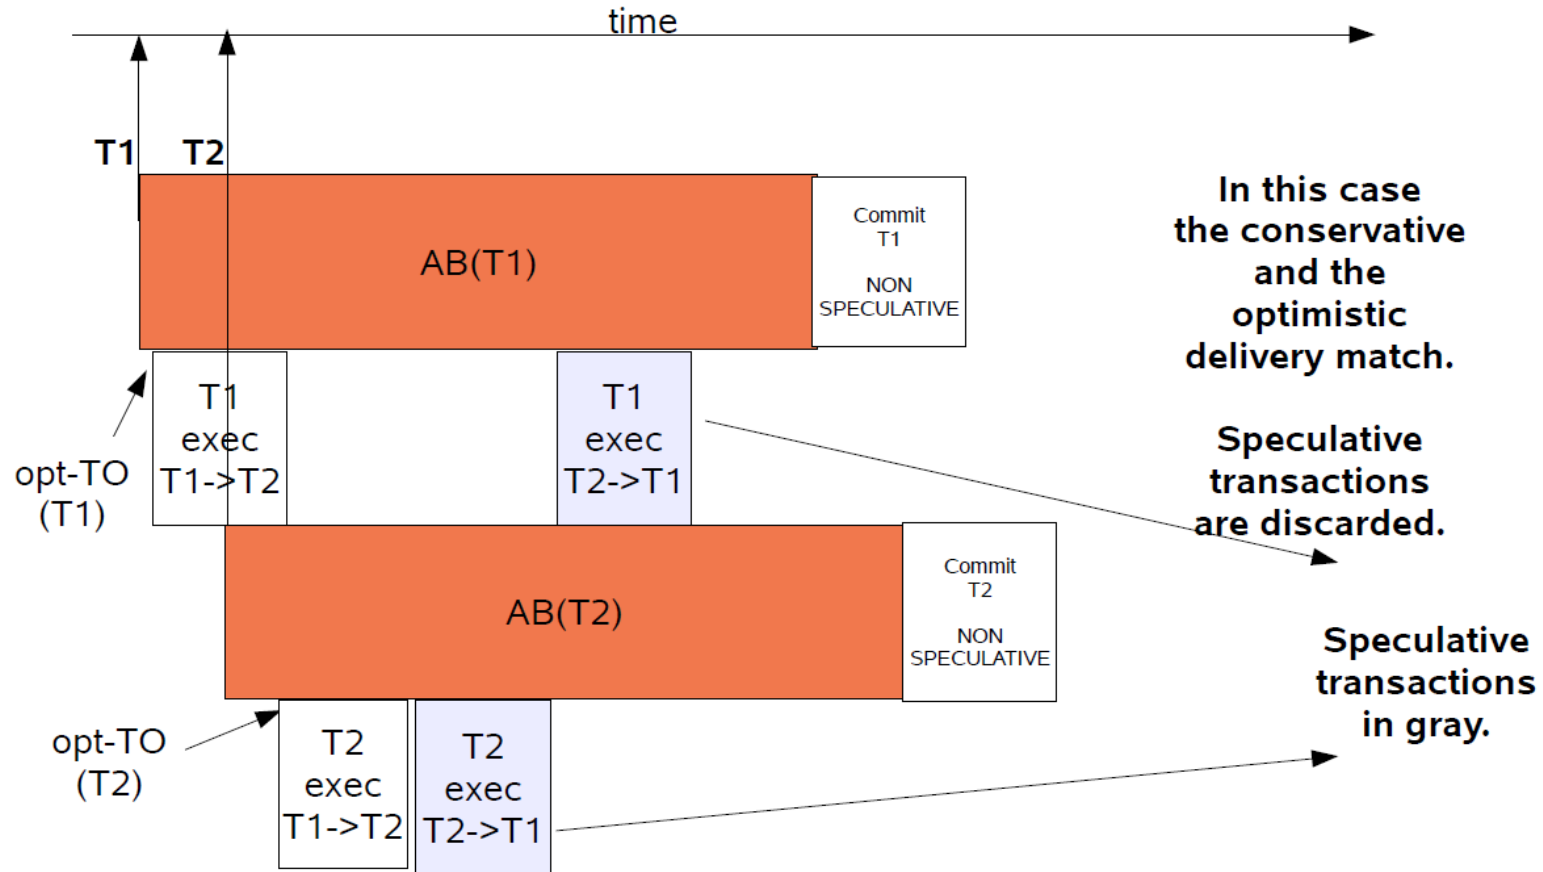 time
T1
T2
AB(T1)
Commit
T1
NON
SPECULATIVE
In this case
the conservative
and the
optimistic
delivery match.
T1
exec
T1->T2
T1
exec
T2->T1
opt-TO
(T1)
Speculative
transactions
are discarded.
AB(T2)
Commit
T2
NON
SPECULATIVE
Speculative
transactions
in gray.
opt-TO
(T2)
T2
exec
T1->T2
T2
exec
T2->T1